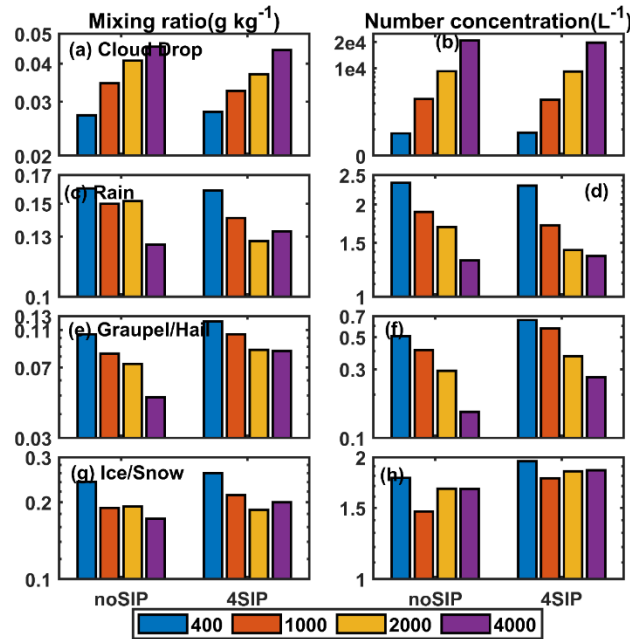 Mixing ratio(g kg⁻¹)
Number concentration(L⁻¹)
0.05
(a) Cloud Drop
0.04
0.03
0.02
(b)
2e4
1e4
0
0.17
(c) Rain
0.15
0.13
0.1
2.5
(d)
2
1.5
1
0.13
0.11
(e) Graupel/Hail
0.07
0.03
0.7
(f)
0.5
0.3
0.1
0.3
(g) Ice/Snow
0.2
0.1
2
(h)
1.5
1
noSIP 4SIP
noSIP 4SIP
400 1000 2000 4000